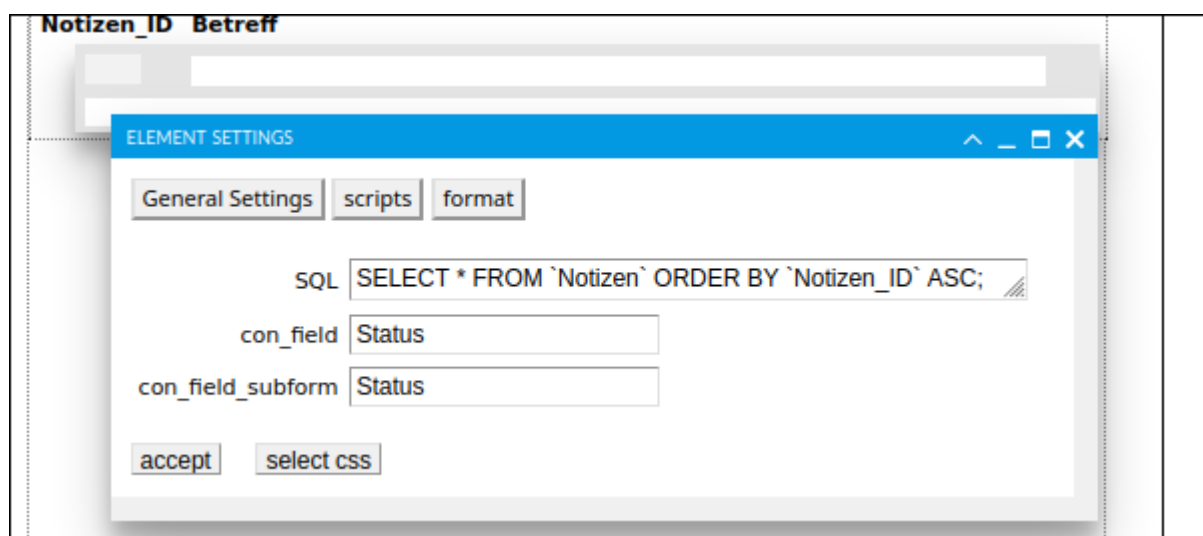 Notizen_ID Betreff
ELEMENT SETTINGS
General Settings scripts format
SQL SELECT * FROM `Notizen` ORDER BY `Notizen_ID` ASC;
con_field Status
con_field_subform Status
accept select css